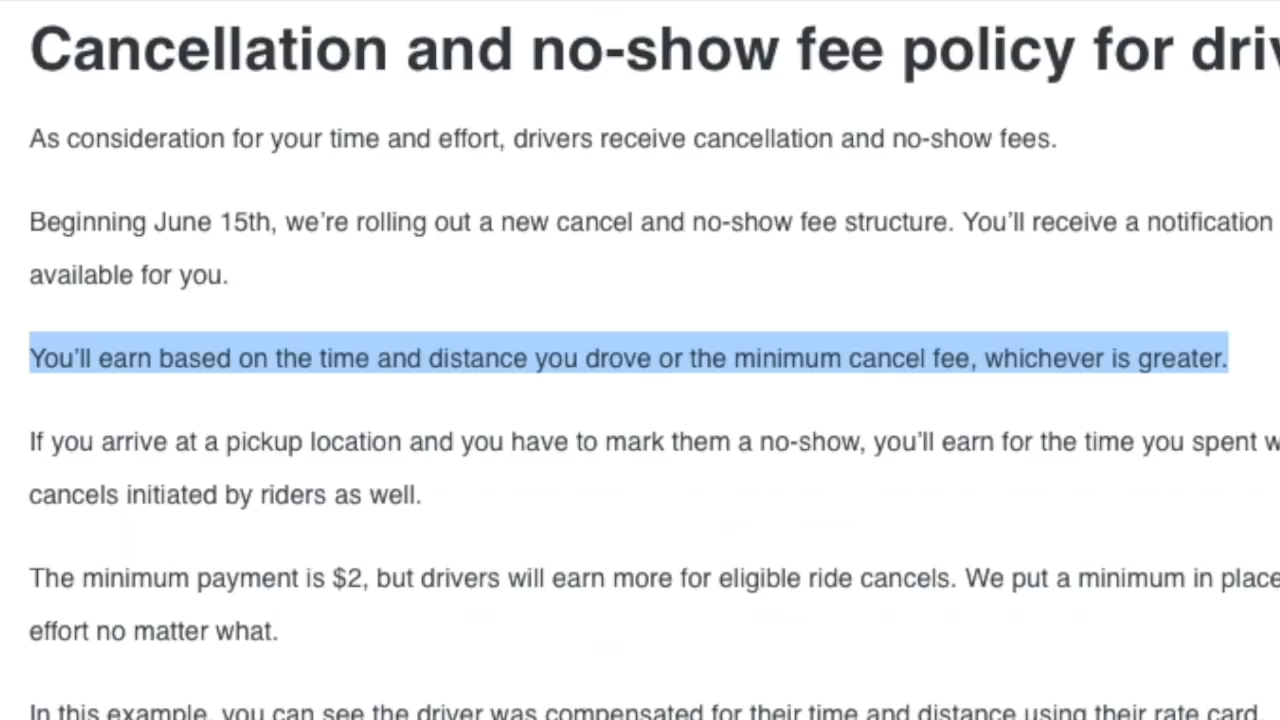 Cancellation and no-show fee policy for
As consideration for your time and effort, drivers receive cancellation and no-show fees.
Beginning June 15th, we're rolling out a new cancel and no-show fee structure. You'll receive a notification
available for you.
You'll earn based on the time and distance you drove or the minimum cancel fee, whichever is greater.
If you arrive at a pickup location and you have to mark them a no-show, you'll earn for the time you spent
cancels initiated by riders as well.
The minimum payment is $2, but drivers will earn more for eligible ride cancels. We put a minimum in place
effort no matter what.
In this example, you can see the driver was compensated for their time and distance using their rate card